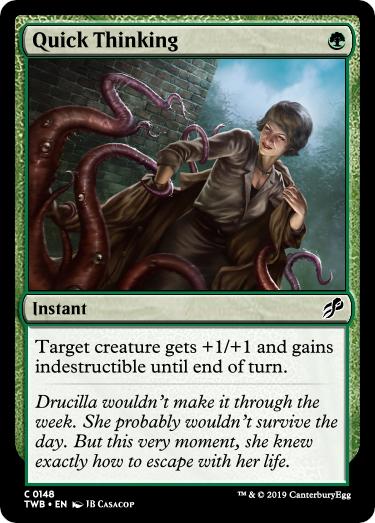 Quick Thinking
Instant
Target creature gets +1/+1 and gains
indestructible until end of turn.
Drucilla wouldn't make it through the
week. She probably wouldn't survive the
day. But this very moment, she knew
exactly how to escape with her life.
C 0148
TWB • EN JB Casacop
™ & © 2019 CanterburyEgg